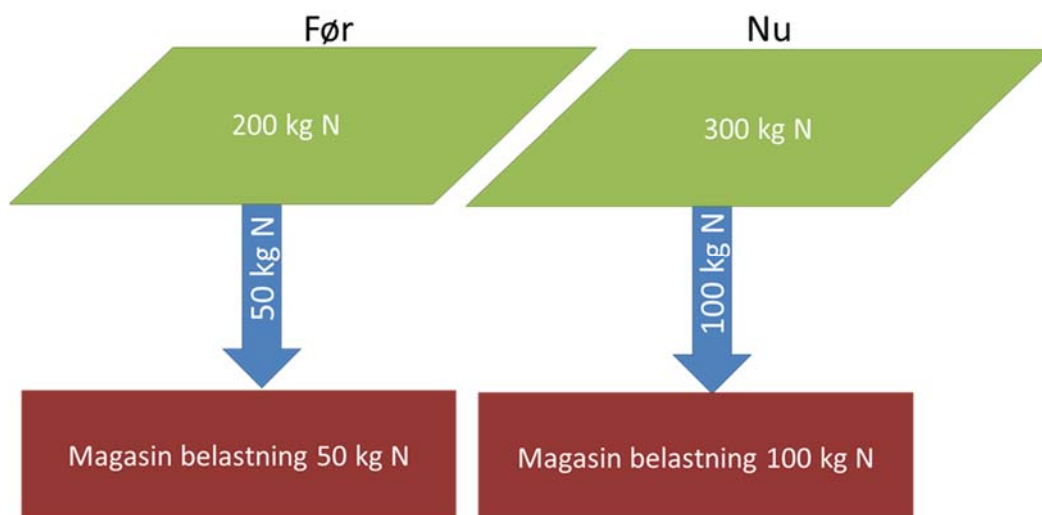 Før
Nu
200 kg N
300 kg N
50 kg N
100 kg N
Magasin belastning 50 kg N
Magasin belastning 100 kg N